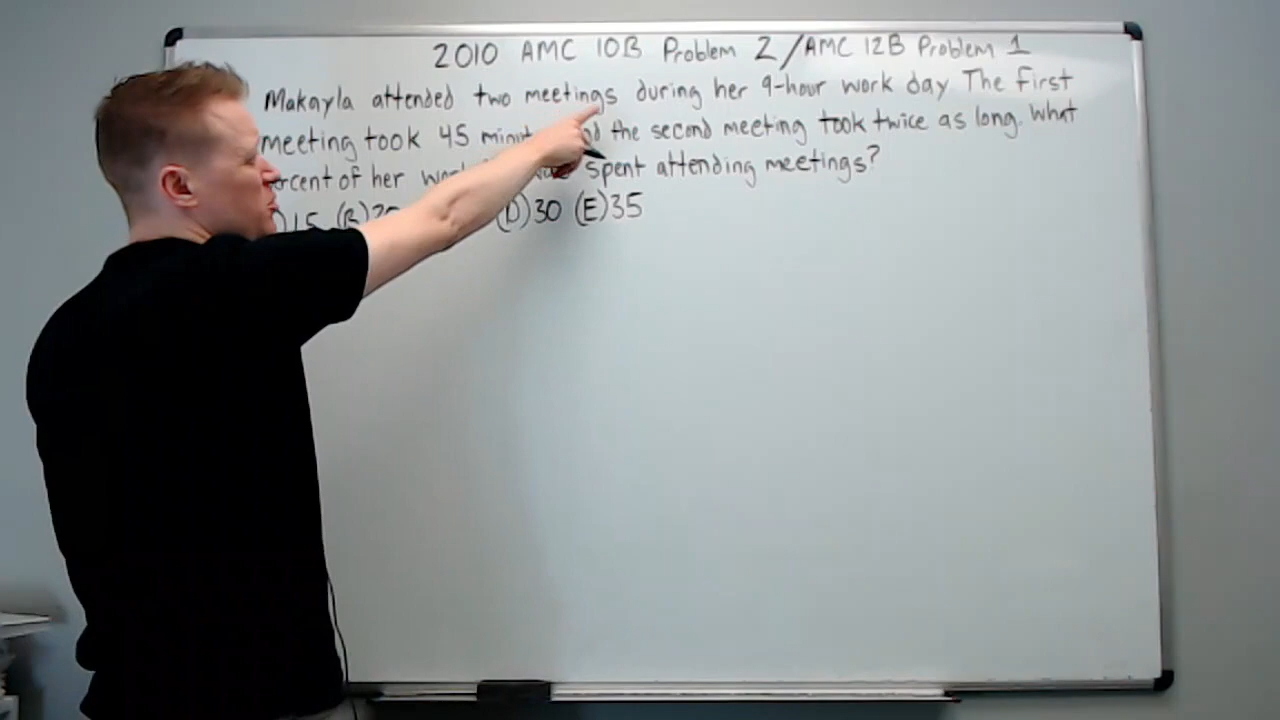 2010 AMC 10B Problem 2/AMC 12B Problem 1
Makayla attended two meetings during her 9-hour work day The first
meeting took 45 the second meeting took twice as long. What
of her spent attending meetings?
15 (B) (D)30 (E)35